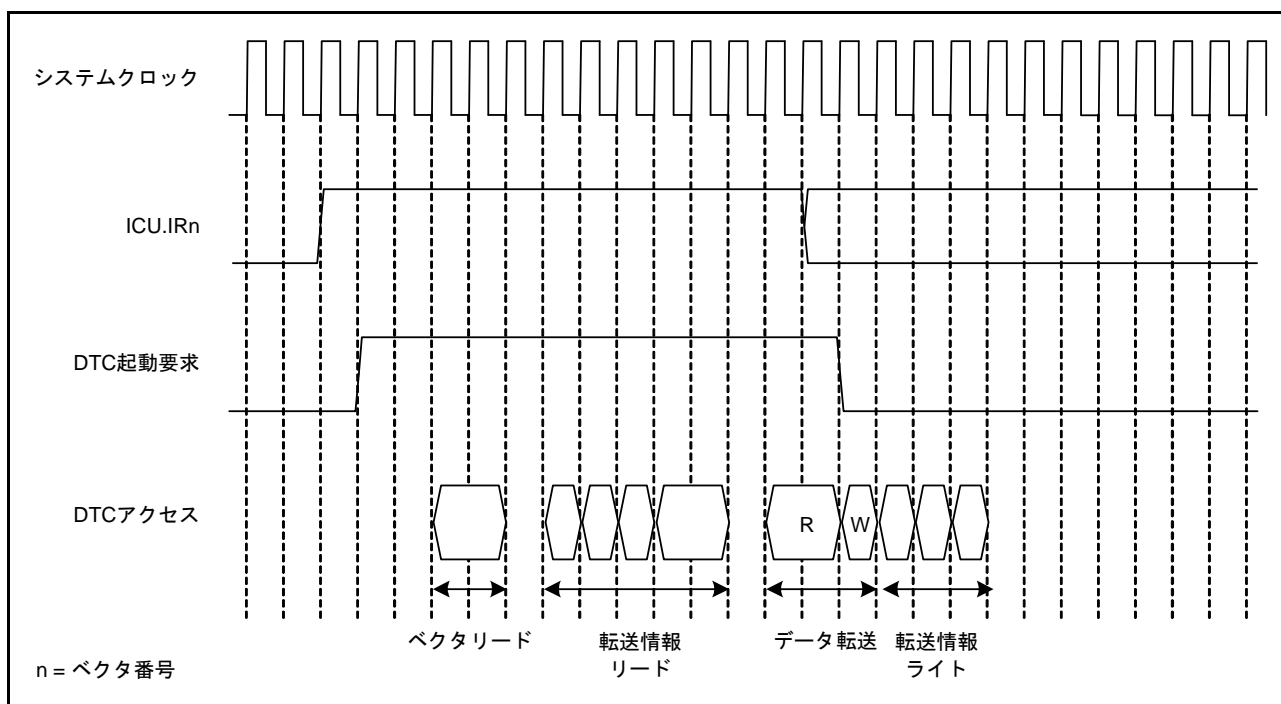 システムクロック
ICU.IRn
DTC起動要求
DTCアクセス
R
W
ベクタリード
転送情報
リード
データ転送
転送情報
ライト
n = ベクタ番号